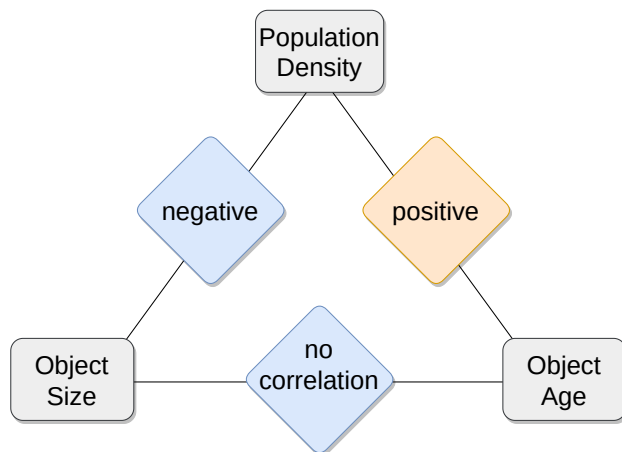 Population
Density
negative
positive
no
correlation
Object
Size
Object
Age